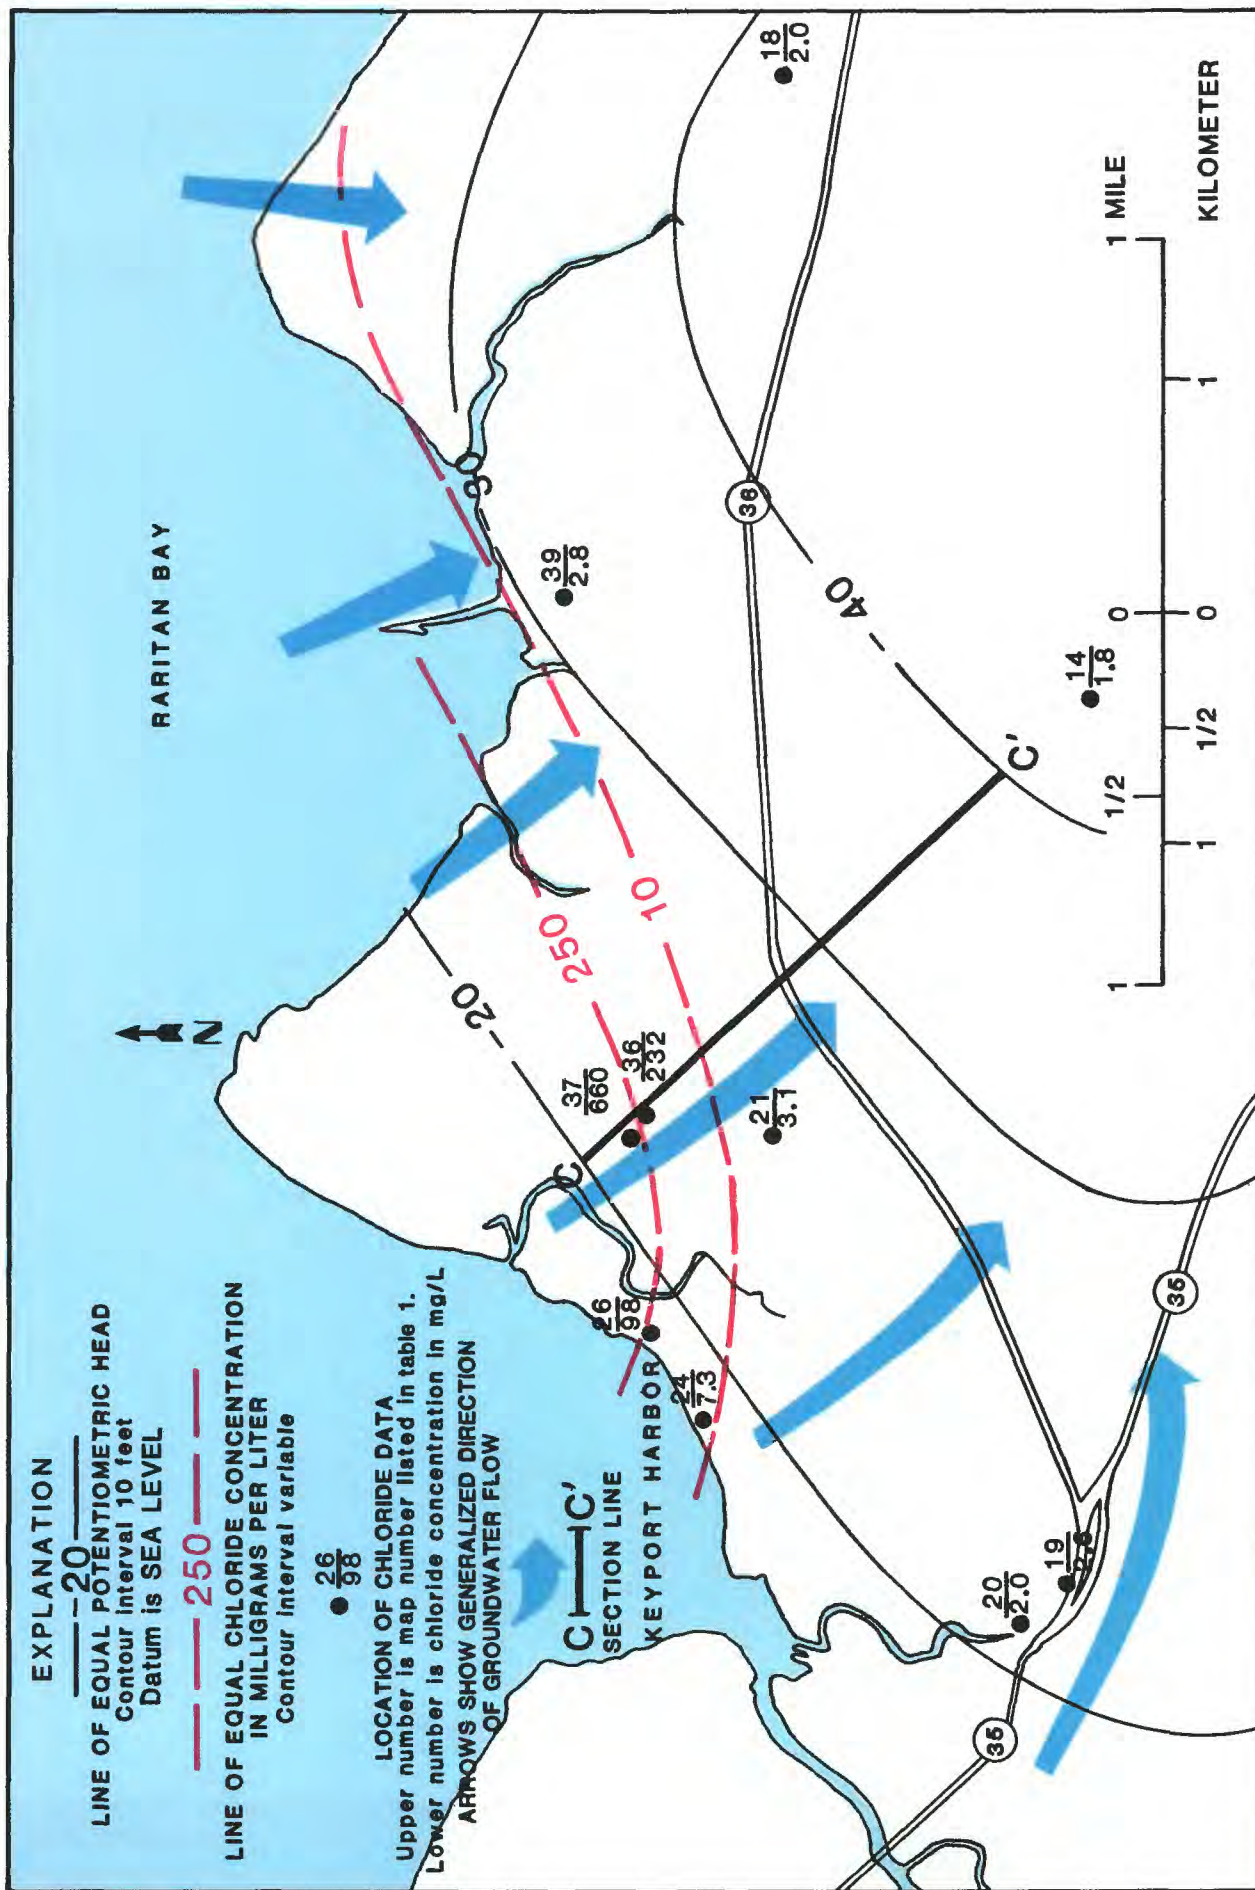 EXPLANATION
20
LINE OF EQUAL POTENTIOMETRIC HEAD
Contour interval 10 feet
Datum is SEA LEVEL
250
LINE OF EQUAL CHLORIDE CONCENTRATION
IN MILLIGRAMS PER LITER
Contour interval variable
26
98
LOCATION OF CHLORIDE DATA
Upper number is map number listed in table 1.
Lower number is chloride concentration in mg/L
ARROWS SHOW GENERALIZED DIRECTION
OF GROUNDWATER FLOW
C C'
SECTION LINE
KEYPORT HARBOR
N
RARITAN BAY
-20
250
10
-40
C
C'
37
660
36
232
26
98
24
7.3
21
3.1
39
2.8
18
2.0
14
1.8
20
2.0
19
36
35
35
1 1/2 0 1 MILE
1 1/2 0 1 KILOMETER